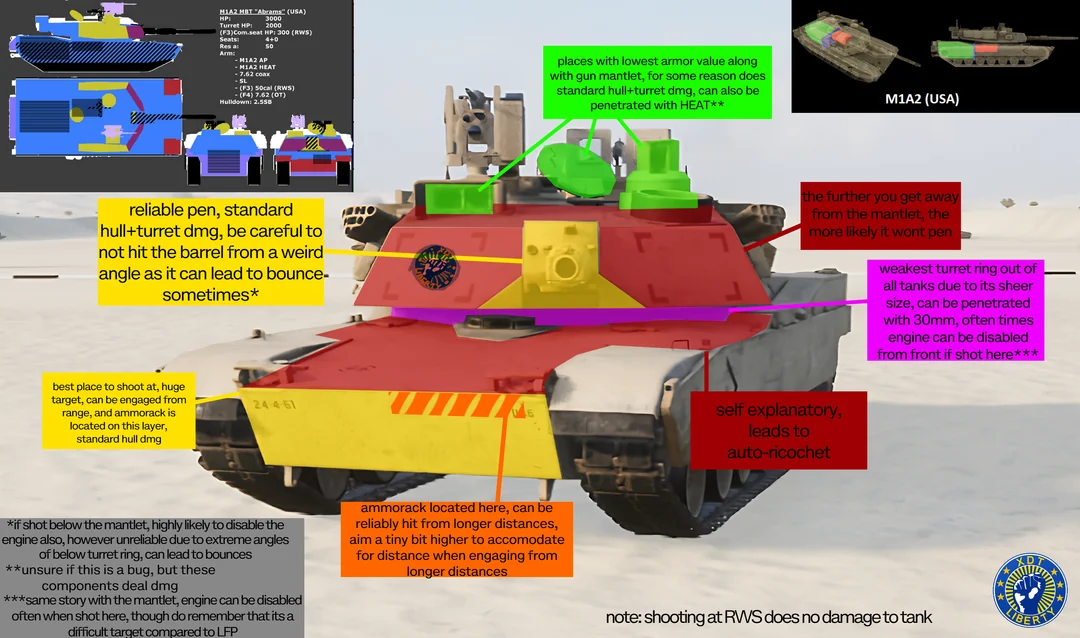 M1A2 MBT "Abrams" (USA)
HP: 3000
Turret HP: 2000
(F3)Com.seat HP: 300 (RWS)
Seats: 4+0
Res a: 50
Arm:
- M1A2 AP
- M1A2 HEAT
- 7.62 coax
- SL
- (F3) 50cal (RWS)
- (F4) 7.62 (OT)
Hulldown: 2.55B
places with lowest armor value along
with gun mantlet, for some reason does
standard hull+turret dmg, can also be
penetrated with HEAT**
M1A2 (USA)
reliable pen, standard
hull+turret dmg, be careful to
not hit the barrel from a weird
angle as it can lead to bounce
sometimes*
the further you get away
from the mantlet, the
more likely it wont pen
weakest turret ring out of
all tanks due to its sheer
size, can be penetrated
with 30mm, often times
engine can be disabled
from front if shot here***
best place to shoot at, huge
target, can be engaged from
range, and ammorack is
located on this layer,
standard hull dmg
24-4-61
self explanatory,
leads to
auto-ricochet
ammorack located here, can be
reliably hit from longer distances,
aim a tiny bit higher to accomodate
for distance when engaging from
longer distances
*if shot below the mantlet, highly likely to disable the
engine also, however unreliable due to extreme angles
of below turret ring, can lead to bounces
**unsure if this is a bug, but these
components deal dmg
***same story with the mantlet, engine can be disabled
often when shot here, though do remember that its a
difficult target compared to LFP
note: shooting at RWS does no damage to tank
XDT
LIBERTY